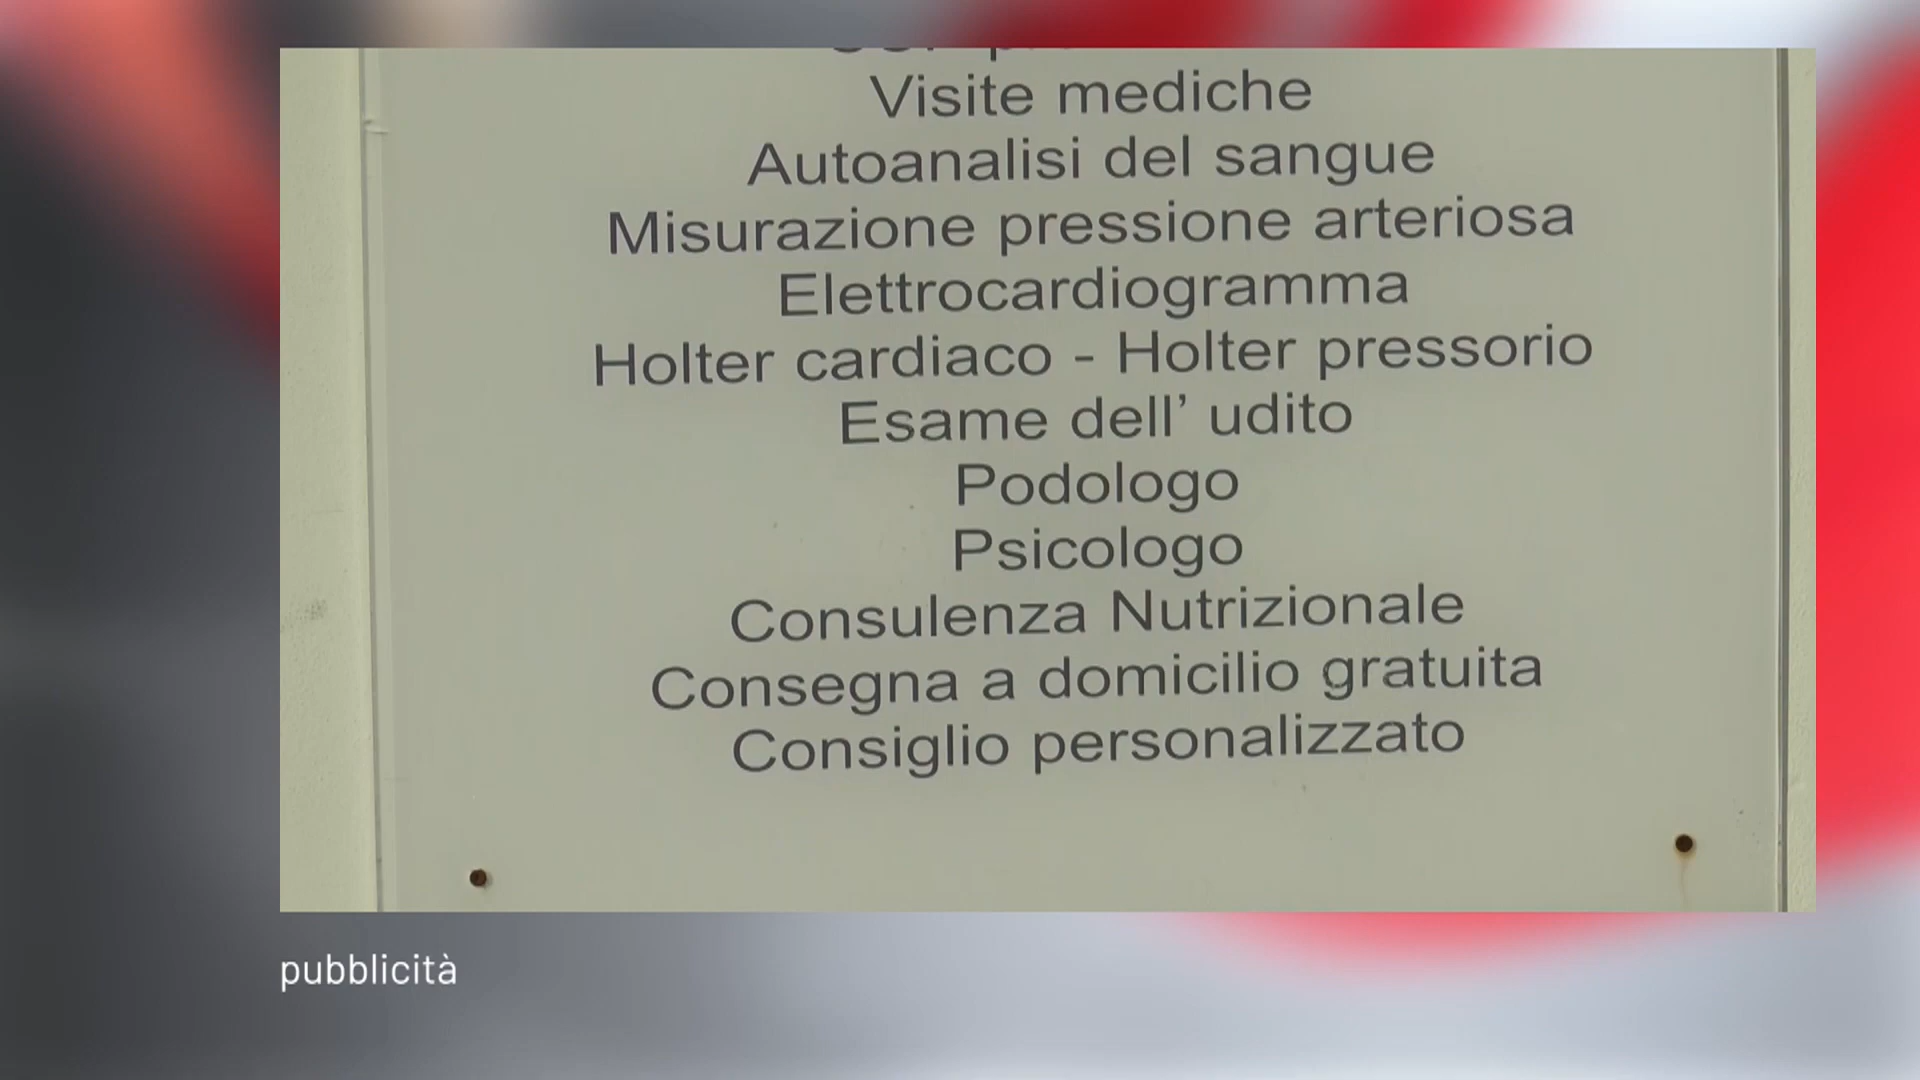 Visite mediche
Autoanalisi del sangue
Misurazione pressione arteriosa
Elettrocardiogramma
Holter cardiaco - Holter pressorio
Esame dell' udito
Podologo
Psicologo
Consulenza Nutrizionale
Consegna a domicilio gratuita
Consiglio personalizzato
pubblicità